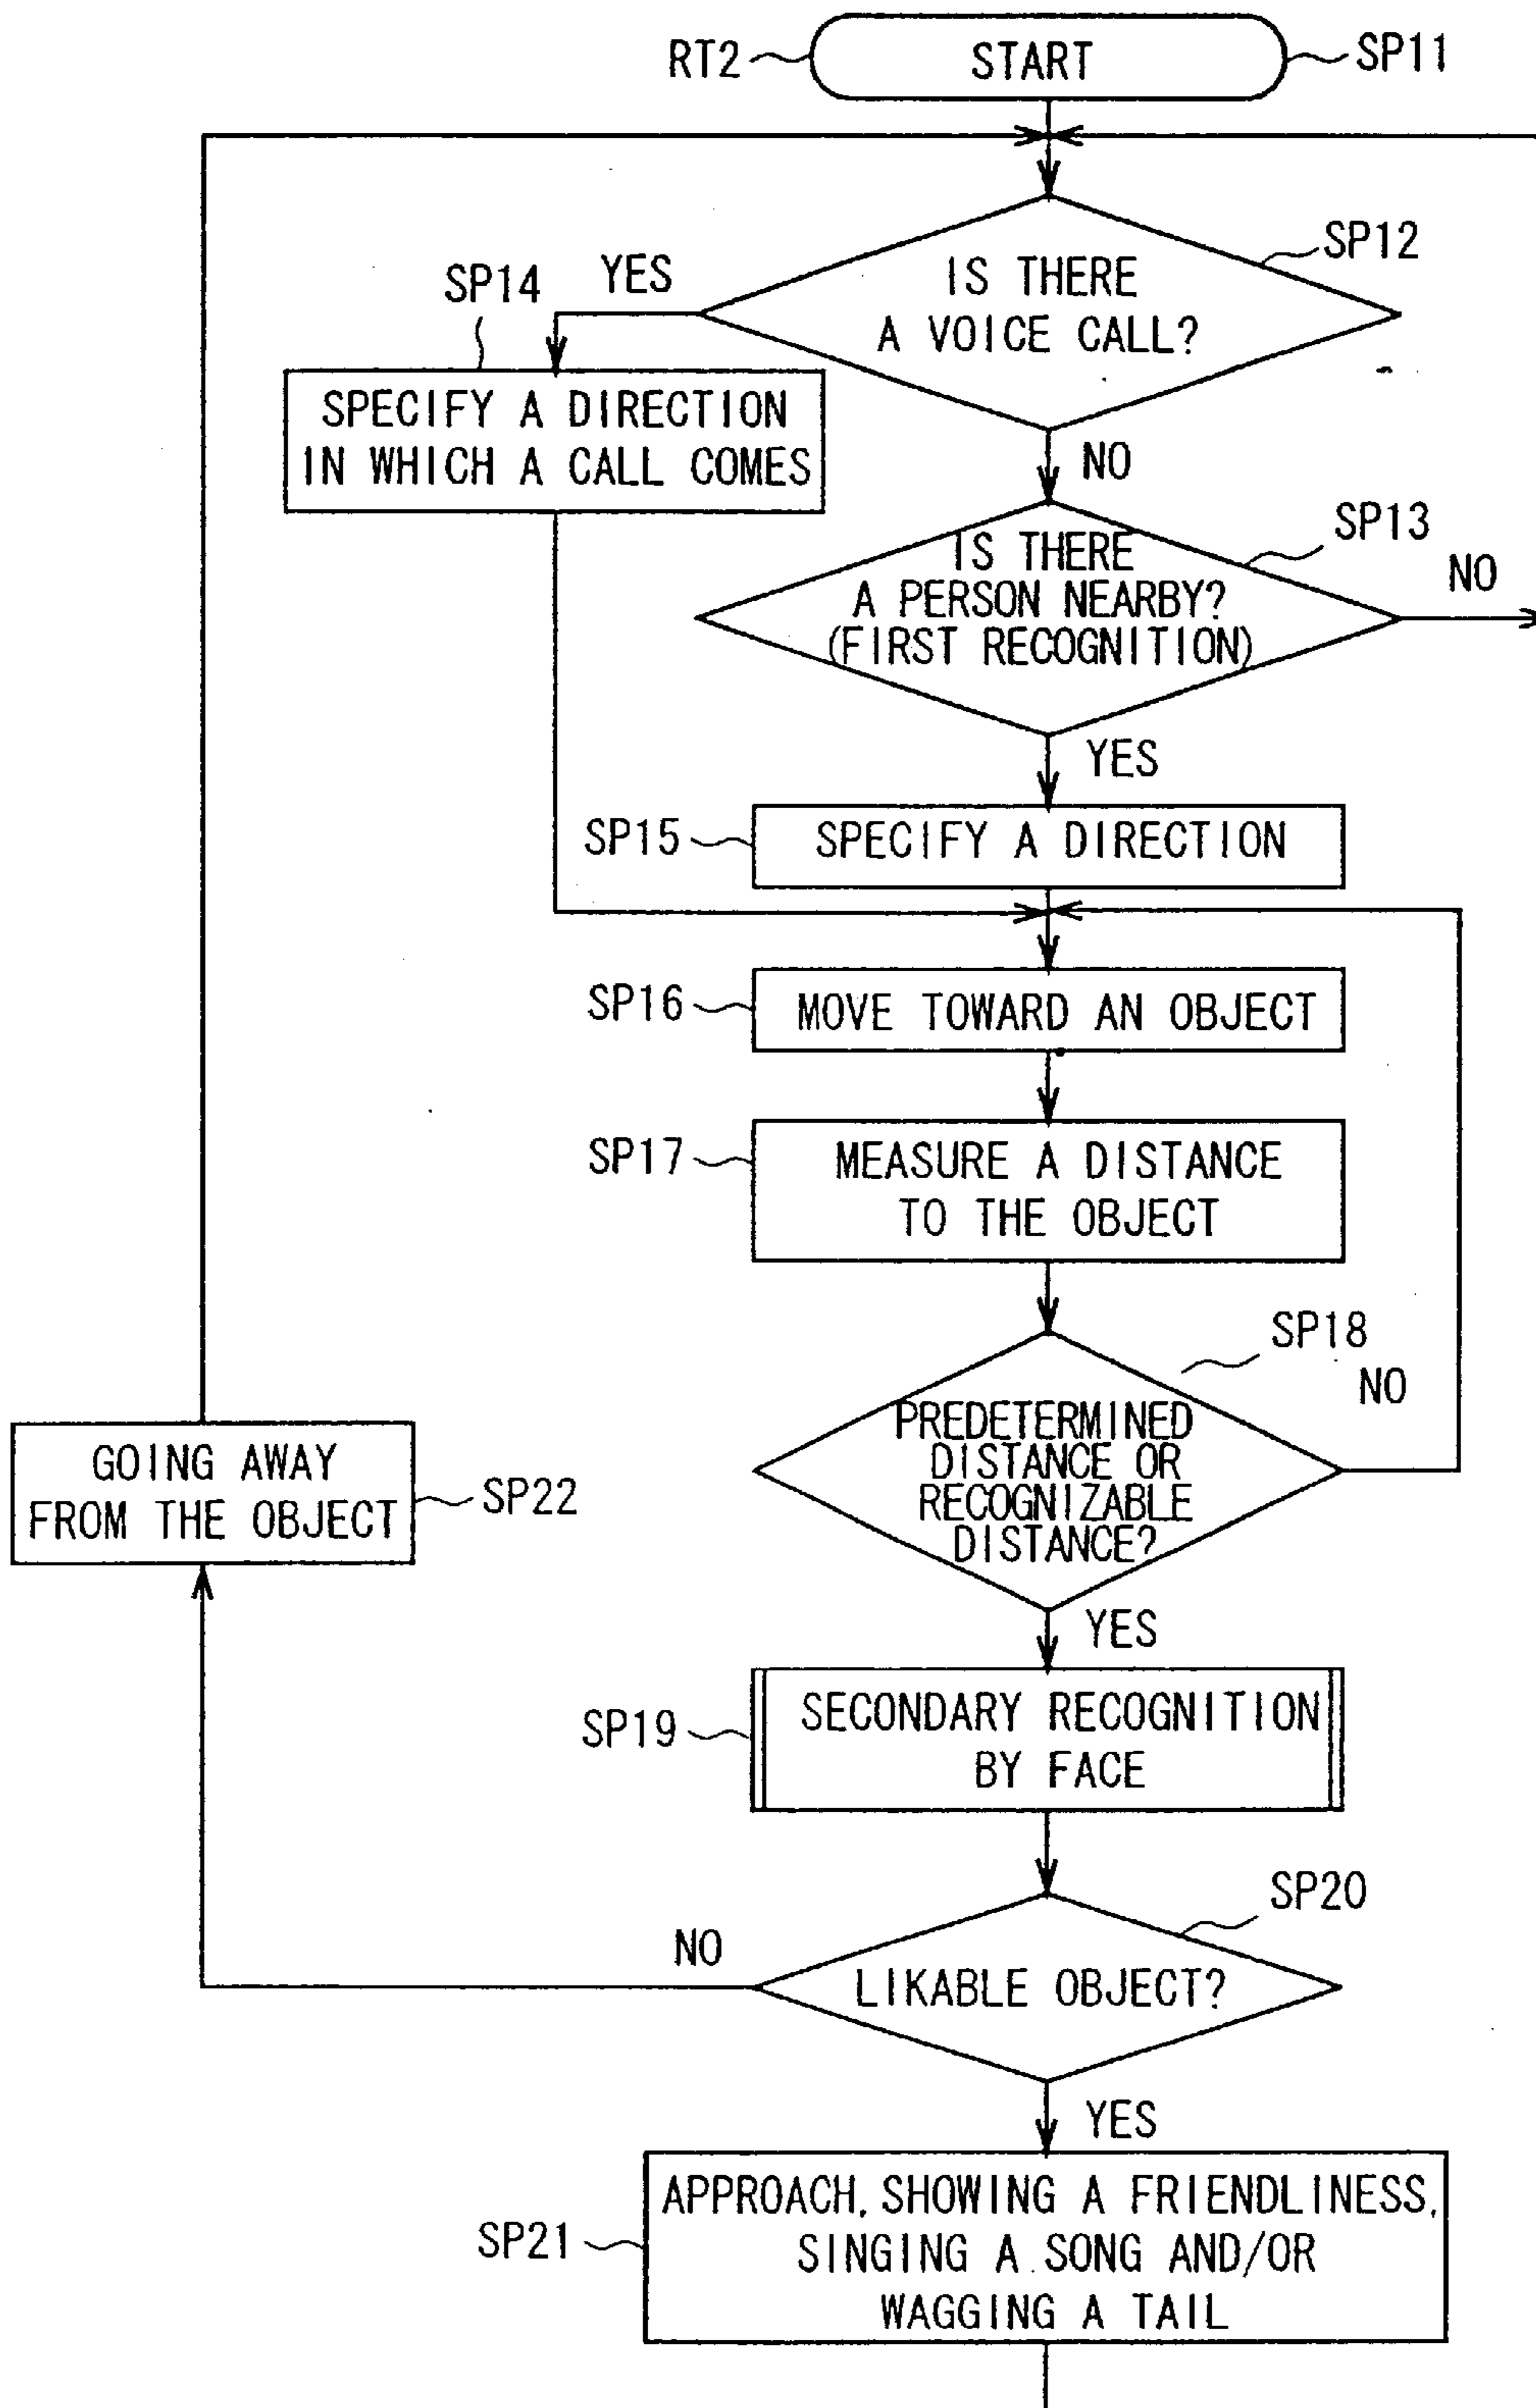 RT2
START
SP11
SP12
IS THERE
A VOICE CALL?
YES
SP14
SPECIFY A DIRECTION
IN WHICH A CALL COMES
NO
SP13
IS THERE
A PERSON NEARBY?
(FIRST RECOGNITION)
NO
YES
SP15
SPECIFY A DIRECTION
SP16
MOVE TOWARD AN OBJECT
SP17
MEASURE A DISTANCE
TO THE OBJECT
SP18
NO
PREDETERMINED
DISTANCE OR
RECOGNIZABLE
DISTANCE?
GOING AWAY
FROM THE OBJECT
SP22
YES
SP19
SECONDARY RECOGNITION
BY FACE
SP20
NO
LIKABLE OBJECT?
YES
SP21
APPROACH, SHOWING A FRIENDLINESS,
SINGING A SONG AND/OR
WAGGING A TAIL